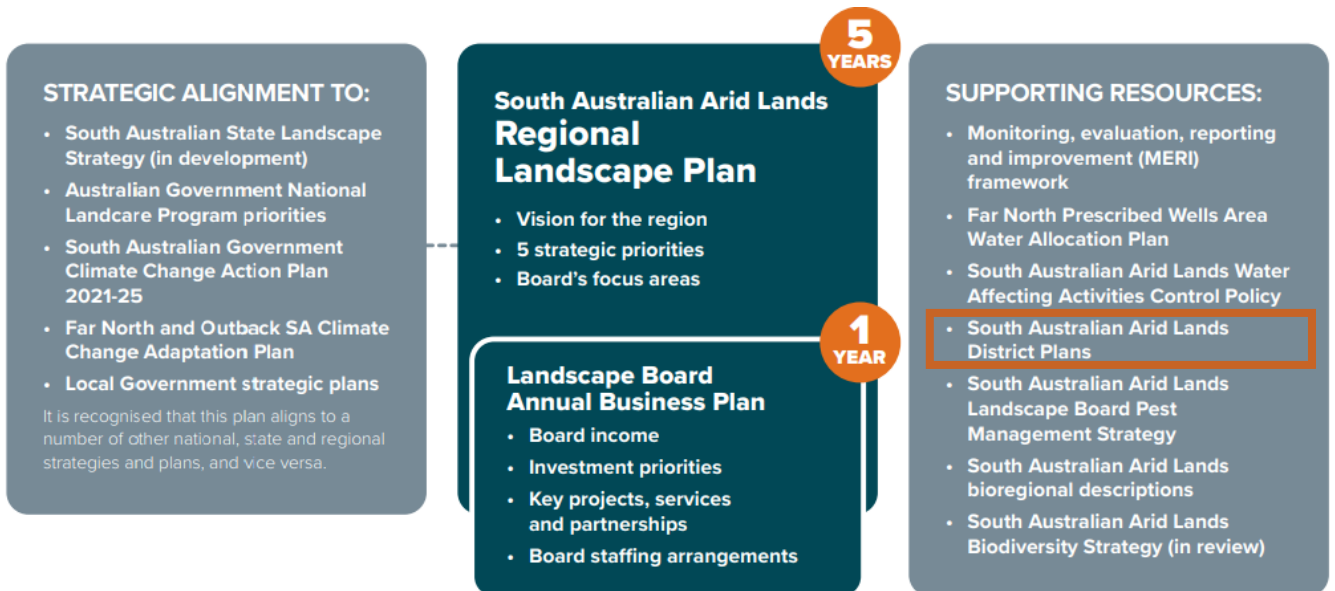 STRATEGIC ALIGNMENT TO:
• South Australian State Landscape
Strategy (in development)
• Australian Government National
Landcare Program priorities
• South Australian Government
Climate Change Action Plan
2021-25
• Far North and Outback SA Climate
Change Adaptation Plan
• Local Government strategic plans
It is recognised that this plan aligns to a
number of other national, state and regional
strategies and plans, and vice versa.
5
YEARS
South Australian Arid Lands
Regional
Landscape Plan
• Vision for the region
• 5 strategic priorities
• Board's focus areas
1
YEAR
Landscape Board
Annual Business Plan
• Board income
• Investment priorities
• Key projects, services
and partnerships
• Board staffing arrangements
SUPPORTING RESOURCES:
• Monitoring, evaluation, reporting
and improvement (MERI)
framework
• Far North Prescribed Wells Area
Water Allocation Plan
• South Australian Arid Lands Water
Affecting Activities Control Policy
• South Australian Arid Lands
District Plans
• South Australian Arid Lands
Landscape Board Pest
Management Strategy
• South Australian Arid Lands
bioregional descriptions
• South Australian Arid Lands
Biodiversity Strategy (in review)